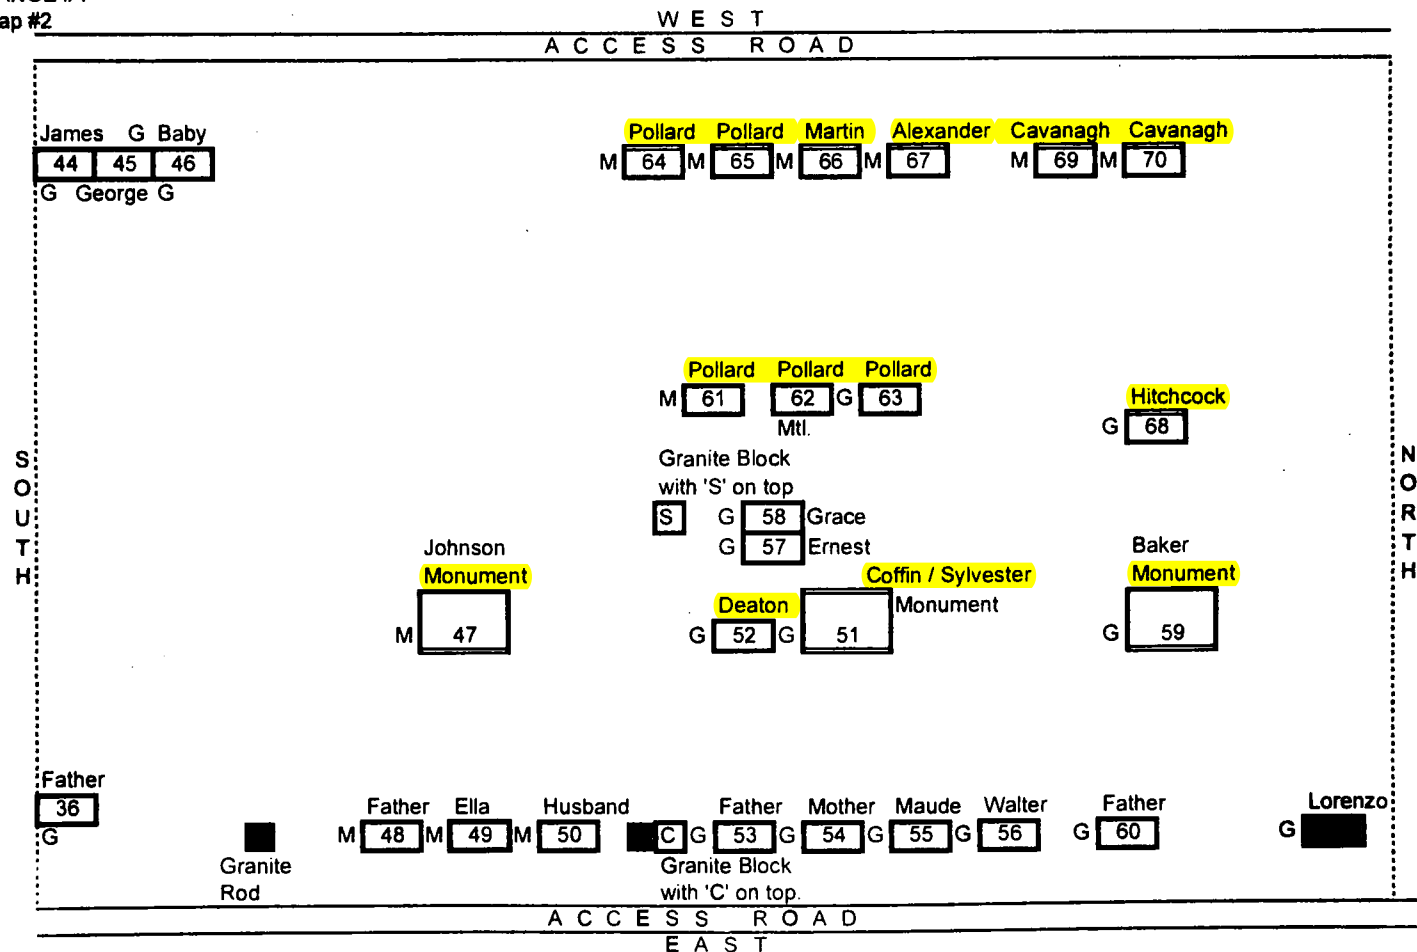 ap #2
WEST
ACCESS ROAD
James G Baby
44 45 46
G George G
Pollard Pollard Martin Alexander Cavanagh Cavanagh
M 64 M 65 M 66 M 67 M 69 M 70
Pollard Pollard Pollard
M 61 62 G 63
Mtl.
Hitchcock
G 68
SOUTH
NORTH
Granite Block
with 'S' on top
S G 58 Grace
G 57 Ernest
Johnson
Monument
M 47
Coffin / Sylvester
Monument
Deaton
G 52 G 51
Baker
Monument
G 59
Father
36
G
Granite
Rod
Father Ella Husband Father Mother Maude Walter Father Lorenzo
M 48 M 49 M 50 C G 53 G 54 G 55 G 56 G 60 G
Granite Block
with 'C' on top.
ACCESS ROAD
EAST